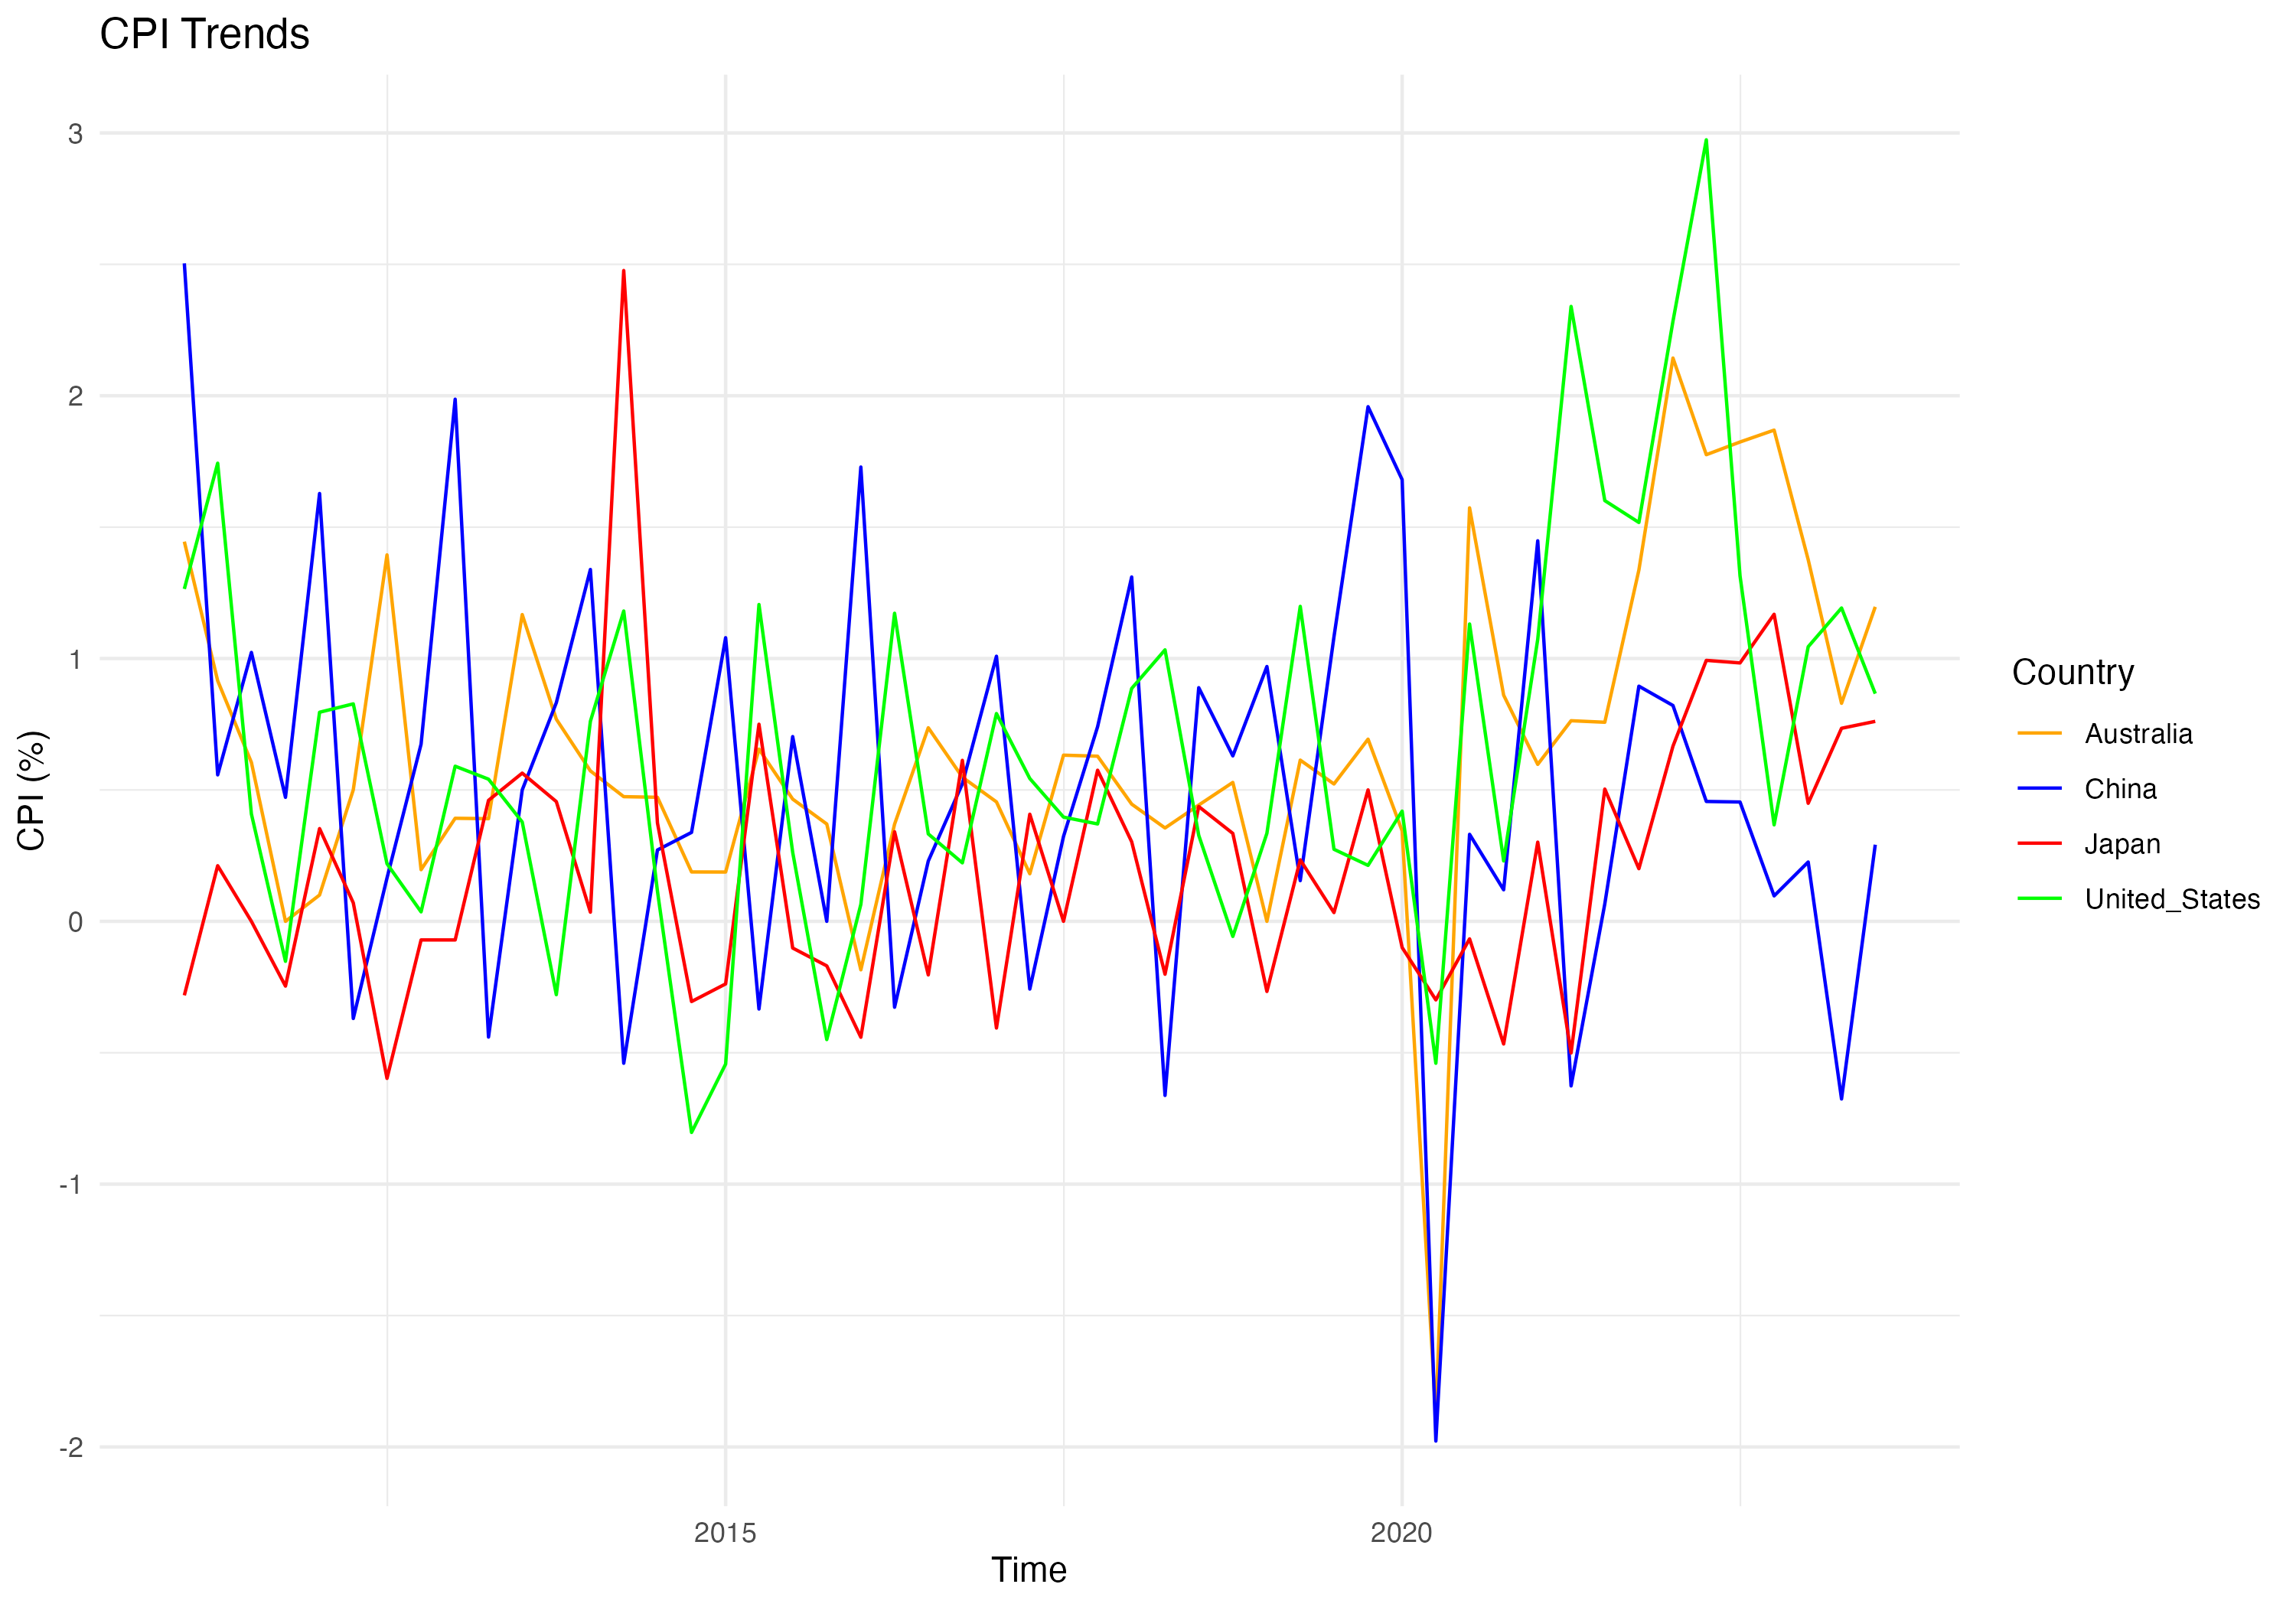 CPI Trends
3
2
1
0
-1
-2
CPI (%)
2015
2020
Time
Country
Australia
China
Japan
United_States